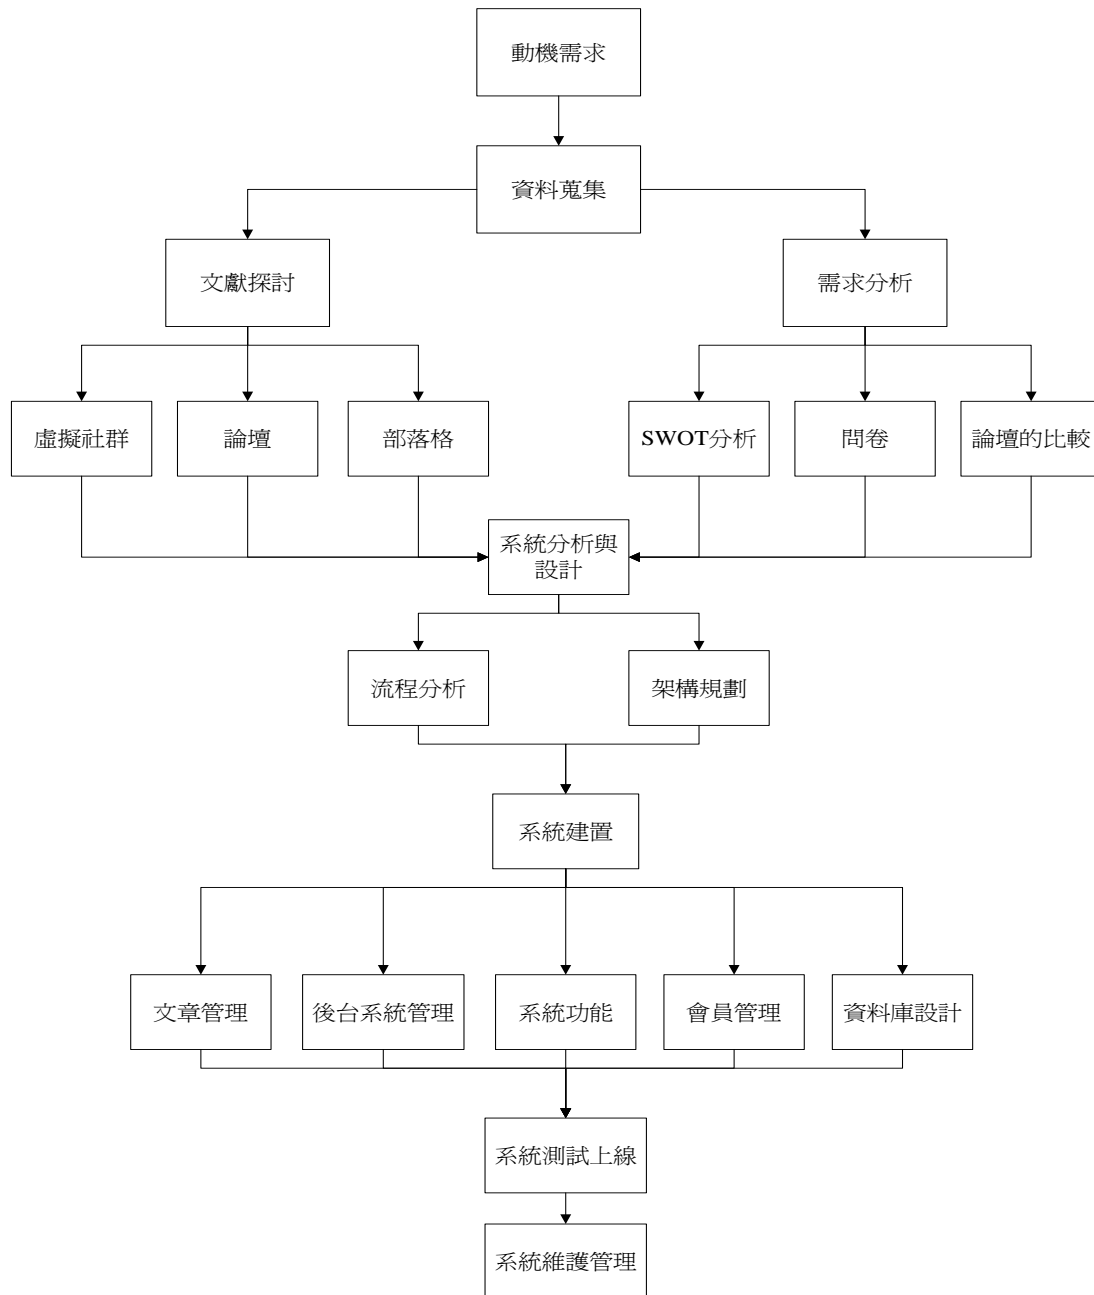 動機需求
資料蒐集
文獻探討
需求分析
虛擬社群
論壇
部落格
SWOT分析
問卷
論壇的比較
系統分析與
設計
流程分析
架構規劃
系統建置
文章管理
後台系統管理
系統功能
會員管理
資料庫設計
系統測試上線
系統維護管理